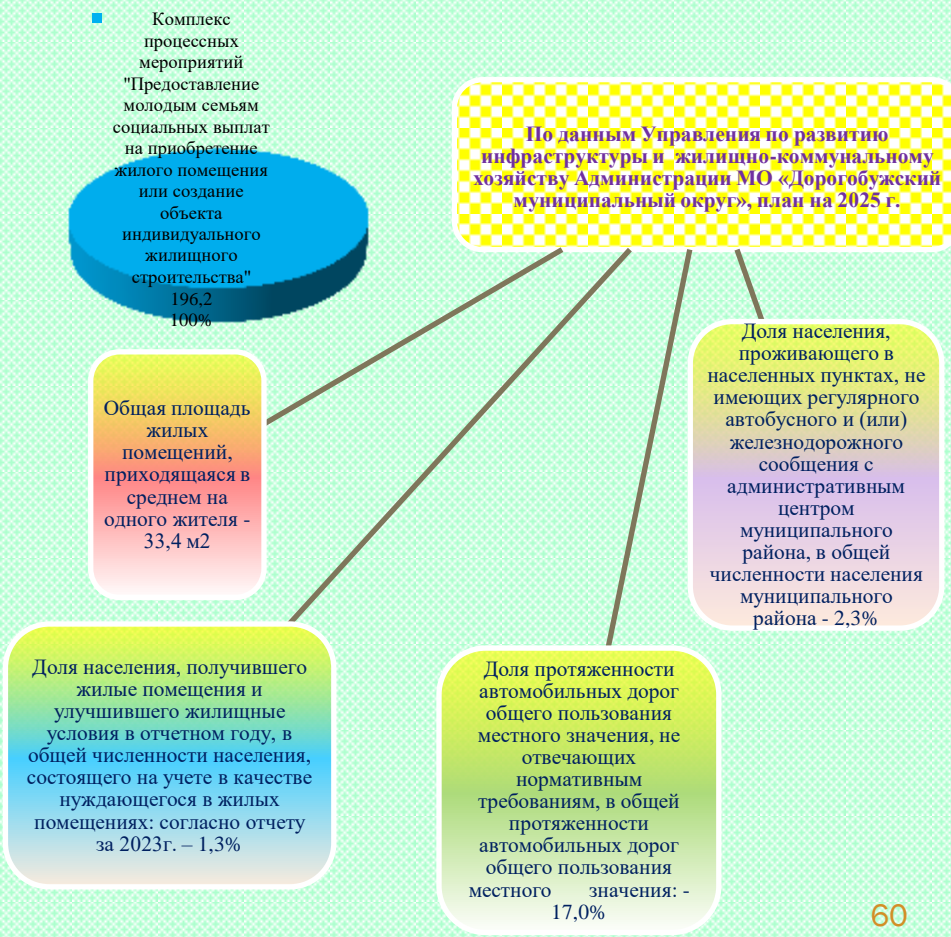 Комплекс
процессных
мероприятий
"Предоставление
молодым семьям
социальных выплат
на приобретение
жилого помещения
или создание
объекта
индивидуального
жилищного
строительства"
196,2
100%
По данным Управления по развитию
инфраструктуры и жилищно-коммунальному
хозяйству Администрации МО «Дорогобужский
муниципальный округ», план на 2025 г.
Общая площадь
жилых
помещений,
приходящаяся в
среднем на
одного жителя -
33,4 м2
Доля населения,
проживающего в
населенных пунктах, не
имеющих регулярного
автобусного и (или)
железнодорожного
сообщения с
административным
центром
муниципального
района, в общей
численности населения
муниципального
района - 2,3%
Доля населения, получившего
жилые помещения и
улучшившего жилищные
условия в отчетном году, в
общей численности населения,
состоящего на учете в качестве
нуждающегося в жилых
помещениях: согласно отчету
за 2023г. – 1,3%
Доля протяженности
автомобильных дорог
общего пользования
местного значения, не
отвечающих
нормативным
требованиям, в общей
протяженности
автомобильных дорог
общего пользования
местного значения: -
17,0%
60